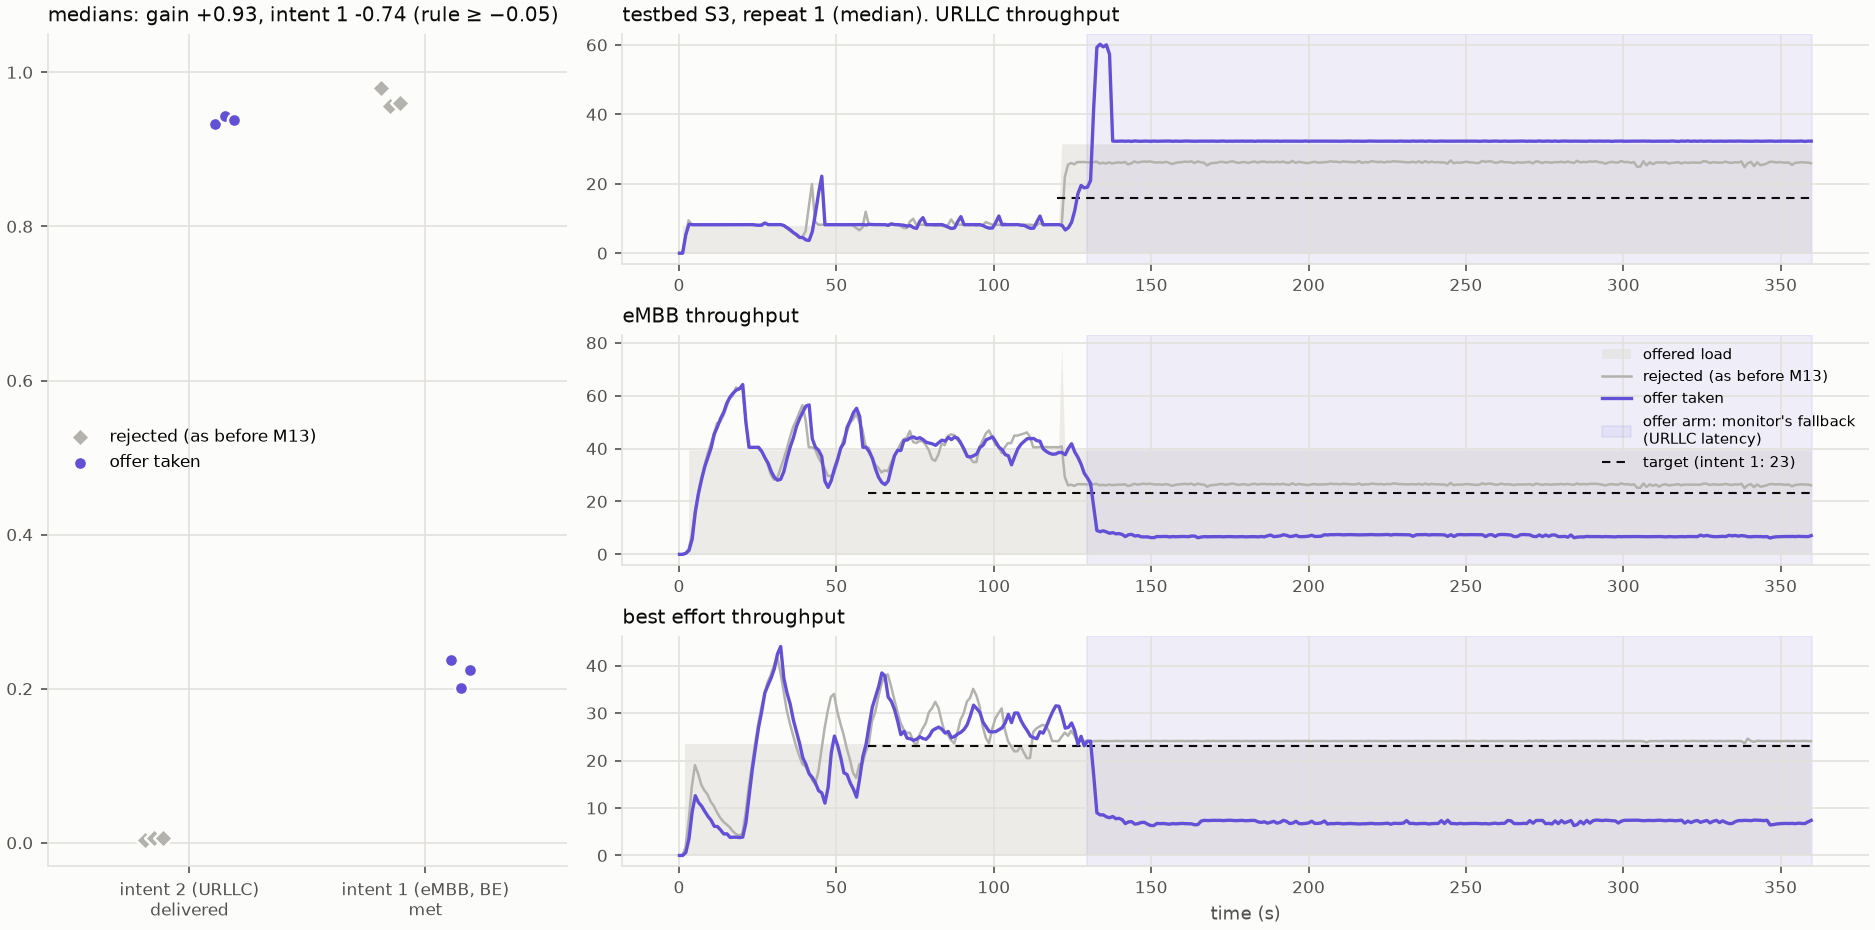 medians: gain +0.93, intent 1 -0.74 (rule ≥ −0.05)
1.0
0.8
0.6
0.4
0.2
0.0
rejected (as before M13)
offer taken
intent 2 (URLLC)
delivered
intent 1 (eMBB, BE)
met
testbed S3, repeat 1 (median). URLLC throughput
60
40
20
0
0 50 100 150 200 250 300 350
eMBB throughput
80
60
40
20
0
offered load
rejected (as before M13)
offer taken
offer arm: monitor's fallback
(URLLC latency)
target (intent 1: 23)
0 50 100 150 200 250 300 350
best effort throughput
40
30
20
10
0
0 50 100 150 200 250 300 350
time (s)